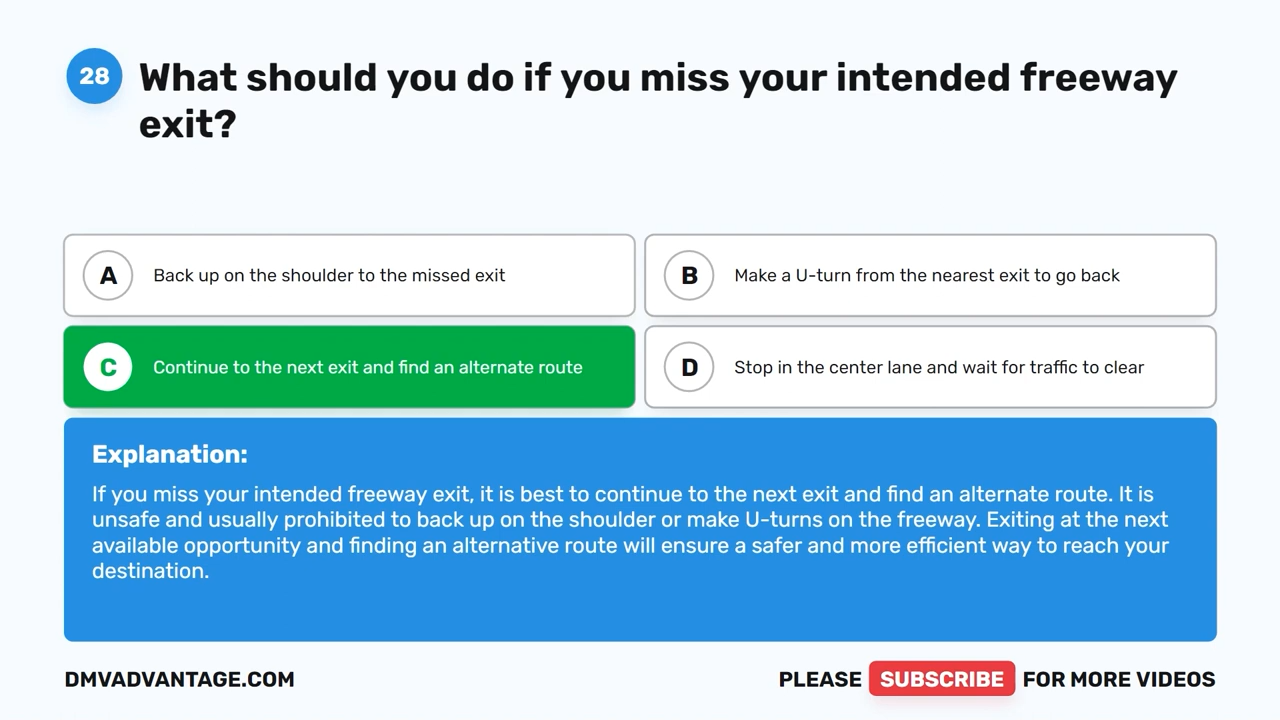 28
What should you do if you miss your intended freeway
exit?
A
Back up on the shoulder to the missed exit
B
Make a U-turn from the nearest exit to go back
C
Continue to the next exit and find an alternate route
D
Stop in the center lane and wait for traffic to clear
Explanation:
If you miss your intended freeway exit, it is best to continue to the next exit and find an alternate route. It is
unsafe and usually prohibited to back up on the shoulder or make U-turns on the freeway. Exiting at the next
available opportunity and finding an alternative route will ensure a safer and more efficient way to reach your
destination.
DMVADVANTAGE.COM
PLEASE SUBSCRIBE FOR MORE VIDEOS